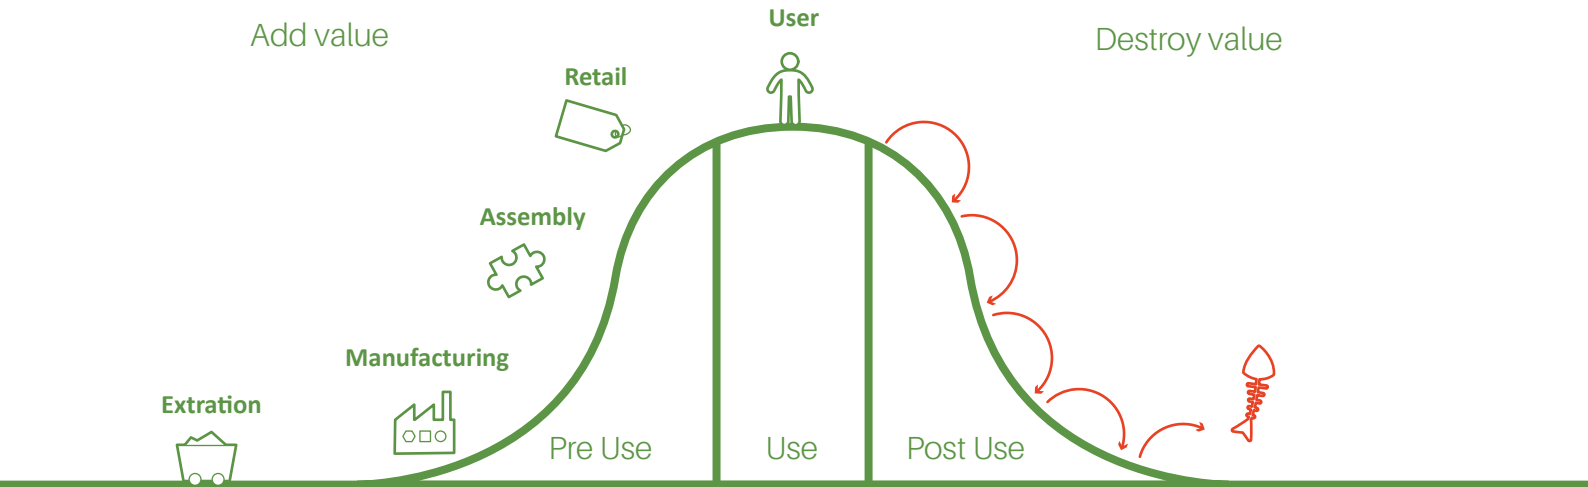 User
Add value
Destroy value
Retail
Assembly
Manufacturing
Extration
Pre Use
Use
Post Use